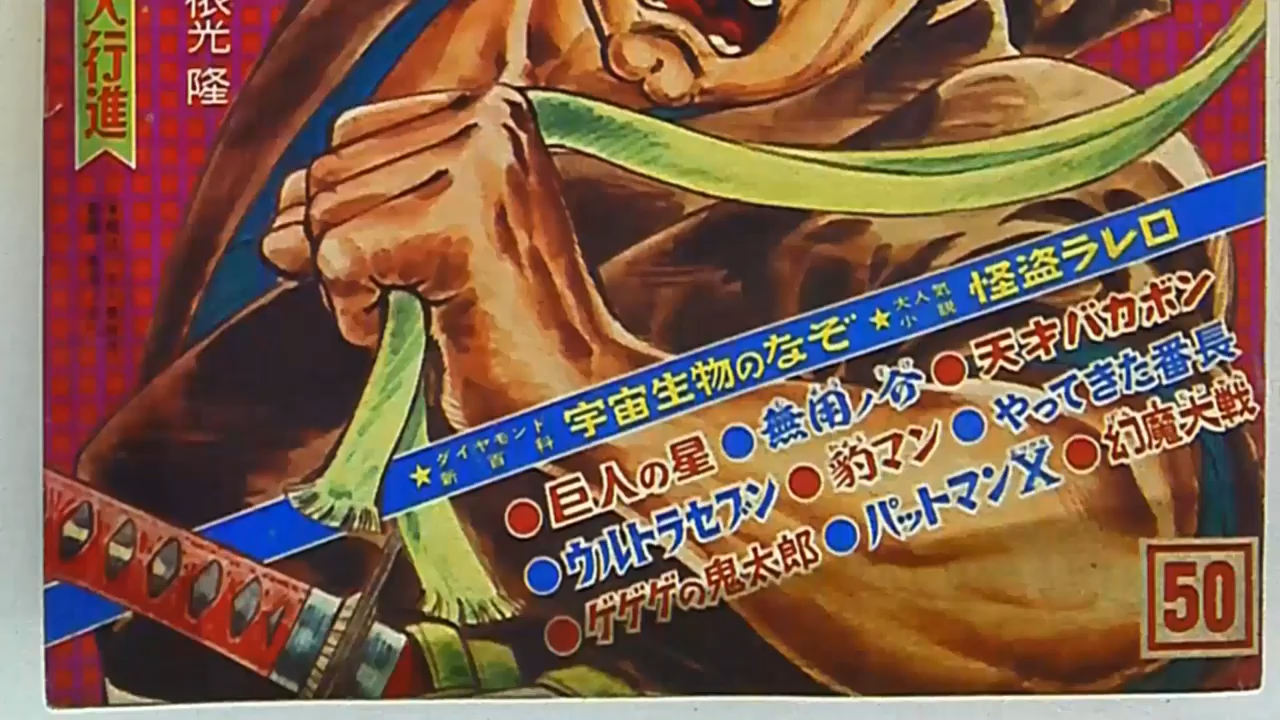 人行進
依光 隆
★ダイヤモンド新百科 宇宙生物のなぞ ★大人気小説 怪盗ラレロ
●巨人の星 ●無用ノ介 ●天才バカボン
●ウルトラセブン ●豹マン ●やってきた番長
●ゲゲゲの鬼太郎 ●パットマンX ●幻魔大戦
50